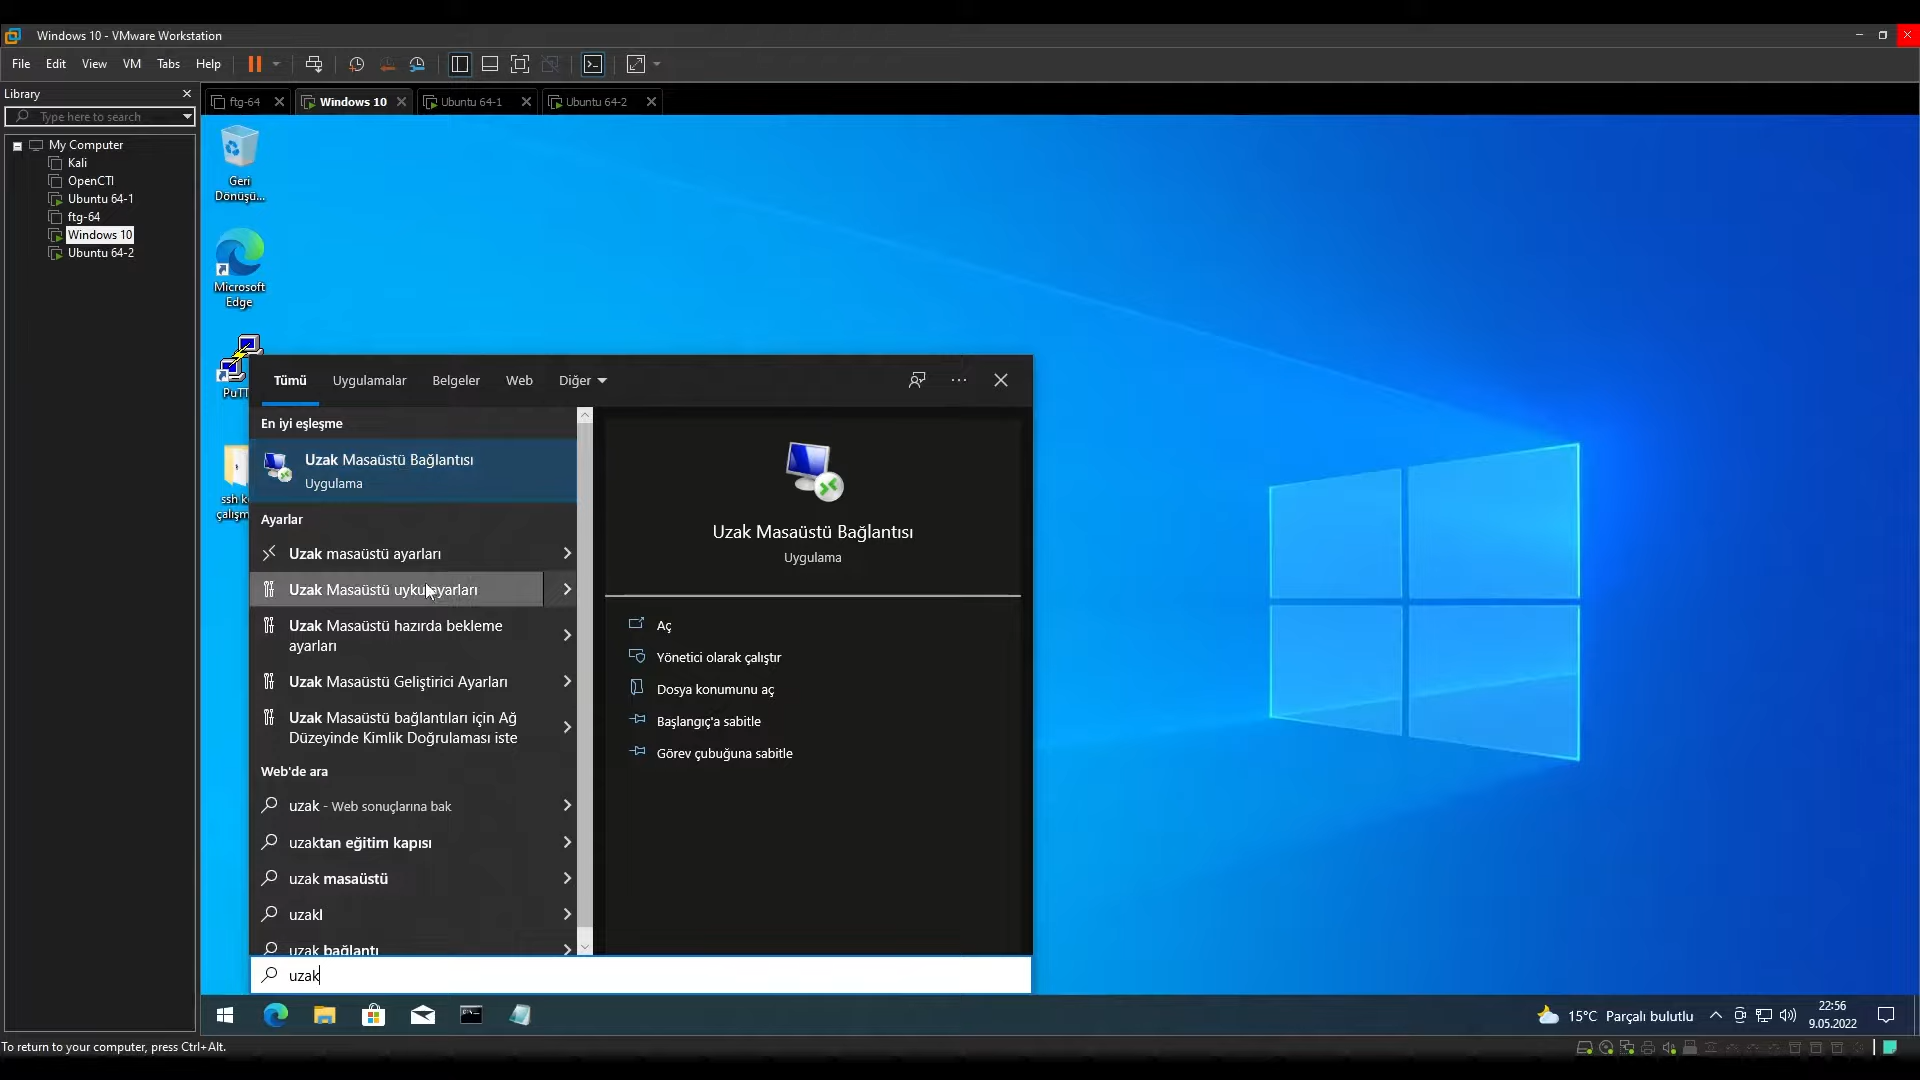 Windows 10 - VMware Workstation
File Edit View VM Tabs Help
Library
Type here to search
My Computer
Kali
OpenCTI
Ubuntu 64-1
ftg-64
Windows 10
Ubuntu 64-2
ftg-64 Windows 10 Ubuntu 64-1 Ubuntu 64-2
Geri
Dönüşü...
Microsoft
Edge
PuTT
ssh k
çalışm
Tümü Uygulamalar Belgeler Web Diğer
En iyi eşleşme
Uzak Masaüstü Bağlantısı
Uygulama
Ayarlar
Uzak masaüstü ayarları
Uzak Masaüstü uyku ayarları
Uzak Masaüstü hazırda bekleme
ayarları
Uzak Masaüstü Geliştirici Ayarları
Uzak Masaüstü bağlantıları için Ağ
Düzeyinde Kimlik Doğrulaması iste
Web'de ara
uzak - Web sonuçlarına bak
uzaktan eğitim kapısı
uzak masaüstü
uzakl
uzak bağlantı
Uzak Masaüstü Bağlantısı
Uygulama
Aç
Yönetici olarak çalıştır
Dosya konumunu aç
Başlangıç'a sabitle
Görev çubuğuna sabitle
uzak
15°C Parçalı bulutlu
22:56
9.05.2022
To return to your computer, press Ctrl+Alt.